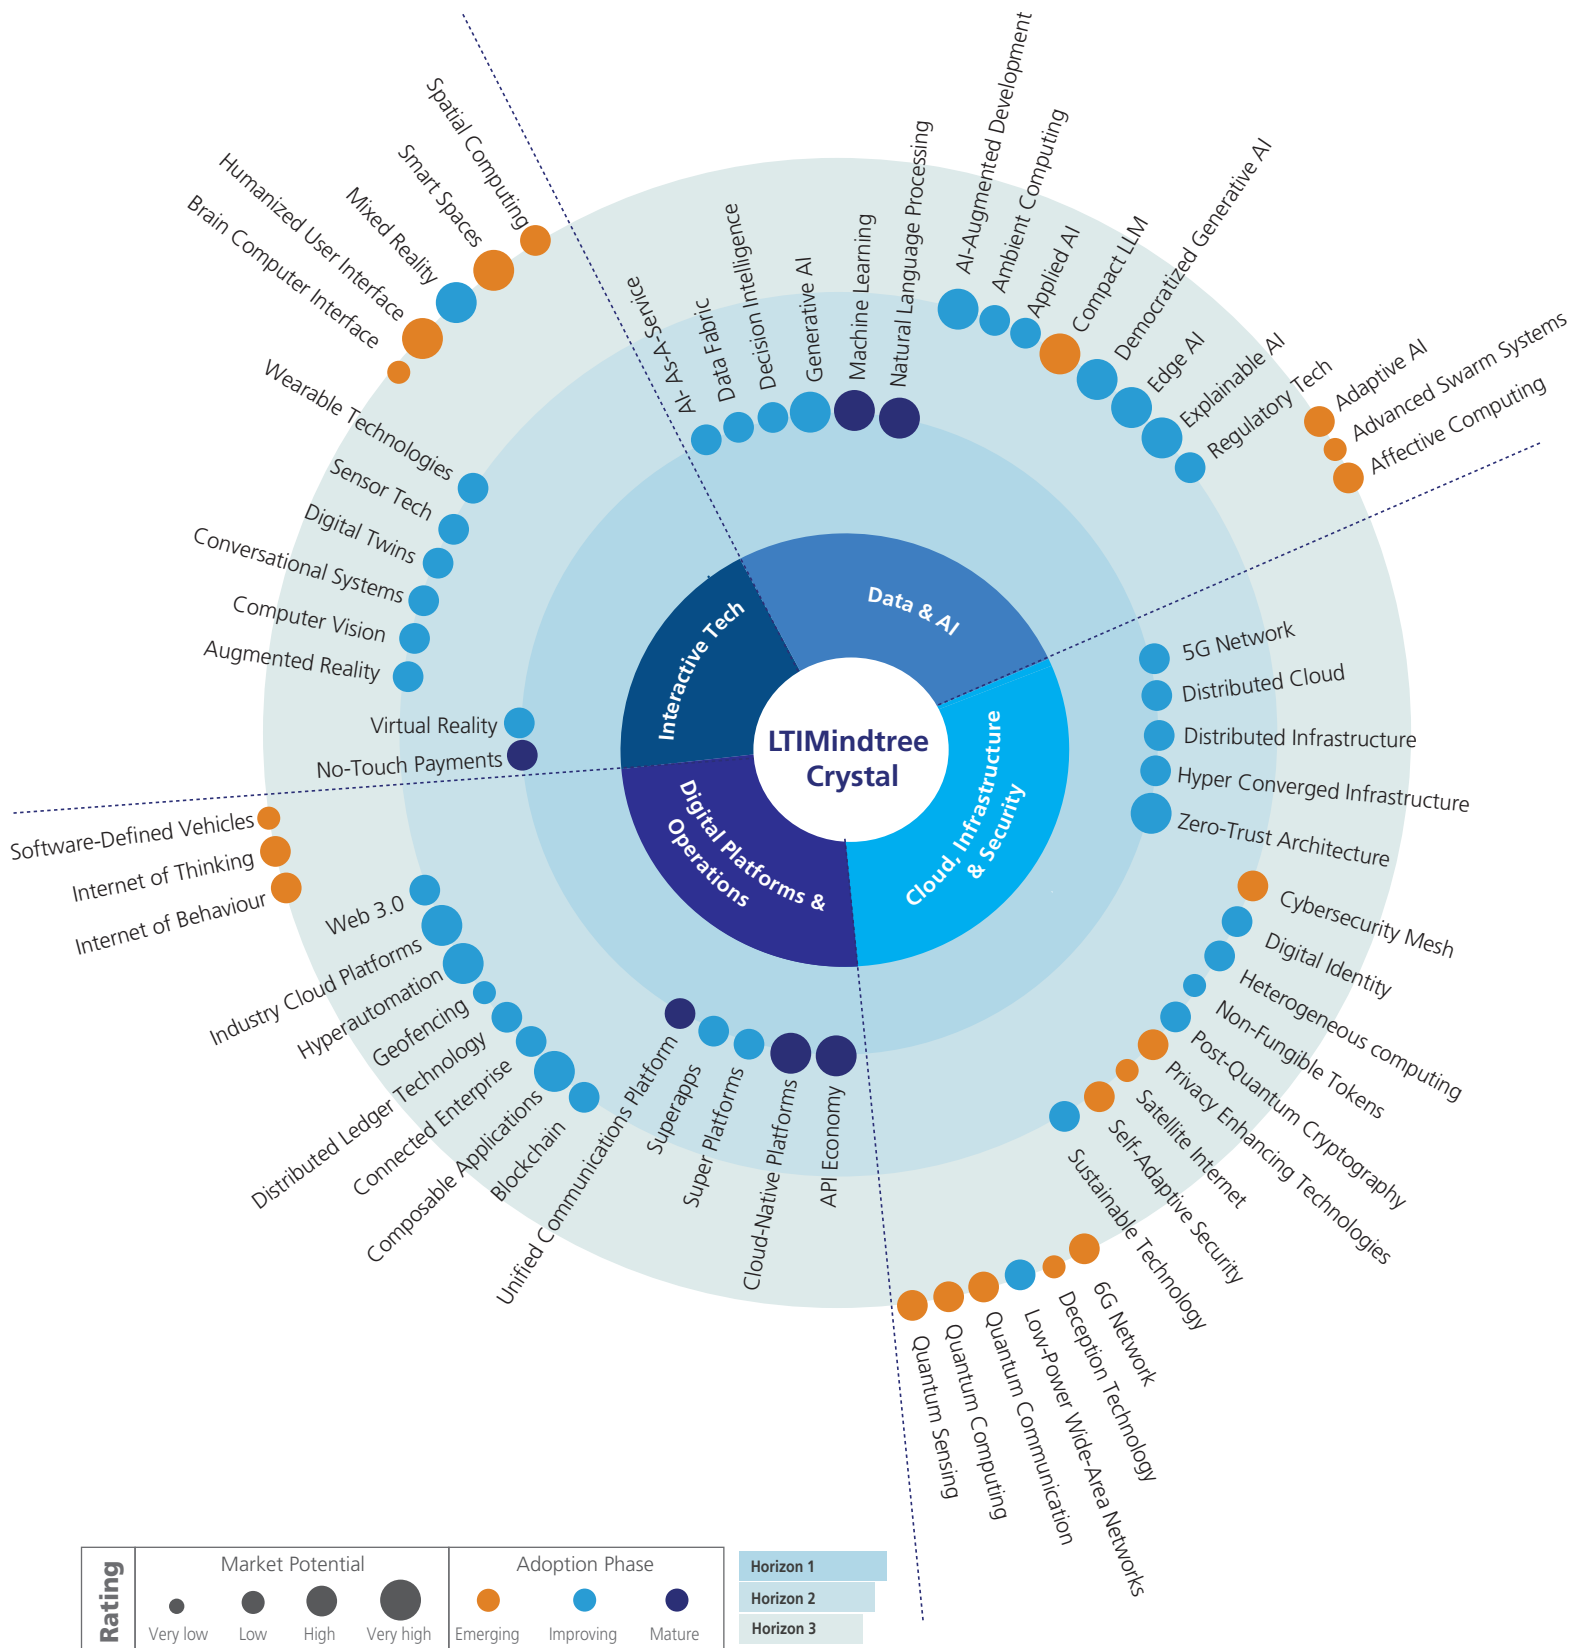 Spatial Computing
Smart Spaces
Mixed Reality
Humanized User Interface
Brain Computer Interface
Wearable Technologies
Sensor Tech
Digital Twins
Conversational Systems
Computer Vision
Augmented Reality
Virtual Reality
No-Touch Payments
AI- As-A-Service
Data Fabric
Decision Intelligence
Generative AI
Machine Learning
Natural Language Processing
AI-Augmented Development
Ambient Computing
Applied AI
Compact LLM
Democratized Generative AI
Edge AI
Explainable AI
Regulatory Tech
Adaptive AI
Advanced Swarm Systems
Affective Computing
5G Network
Distributed Cloud
Distributed Infrastructure
Hyper Converged Infrastructure
Zero-Trust Architecture
Cybersecurity Mesh
Digital Identity
Heterogeneous computing
Non-Fungible Tokens
Post-Quantum Cryptography
Privacy Enhancing Technologies
Satellite Internet
Self-Adaptive Security
Sustainable Technology
6G Network
Deception Technology
Low-Power Wide-Area Networks
Quantum Communication
Quantum Computing
Quantum Sensing
API Economy
Cloud-Native Platforms
Super Platforms
Superapps
Unified Communications Platform
Blockchain
Composable Applications
Connected Enterprise
Distributed Ledger Technology
Geofencing
Hyperautomation
Industry Cloud Platforms
Web 3.0
Internet of Behaviour
Internet of Thinking
Software-Defined Vehicles
Interactive Tech
Data & AI
Cloud, Infrastructure
& Security
Digital Platforms &
Operations
LTIMindtree
Crystal
Rating
Market Potential
Very low
Low
High
Very high
Adoption Phase
Emerging
Improving
Mature
Horizon 1
Horizon 2
Horizon 3